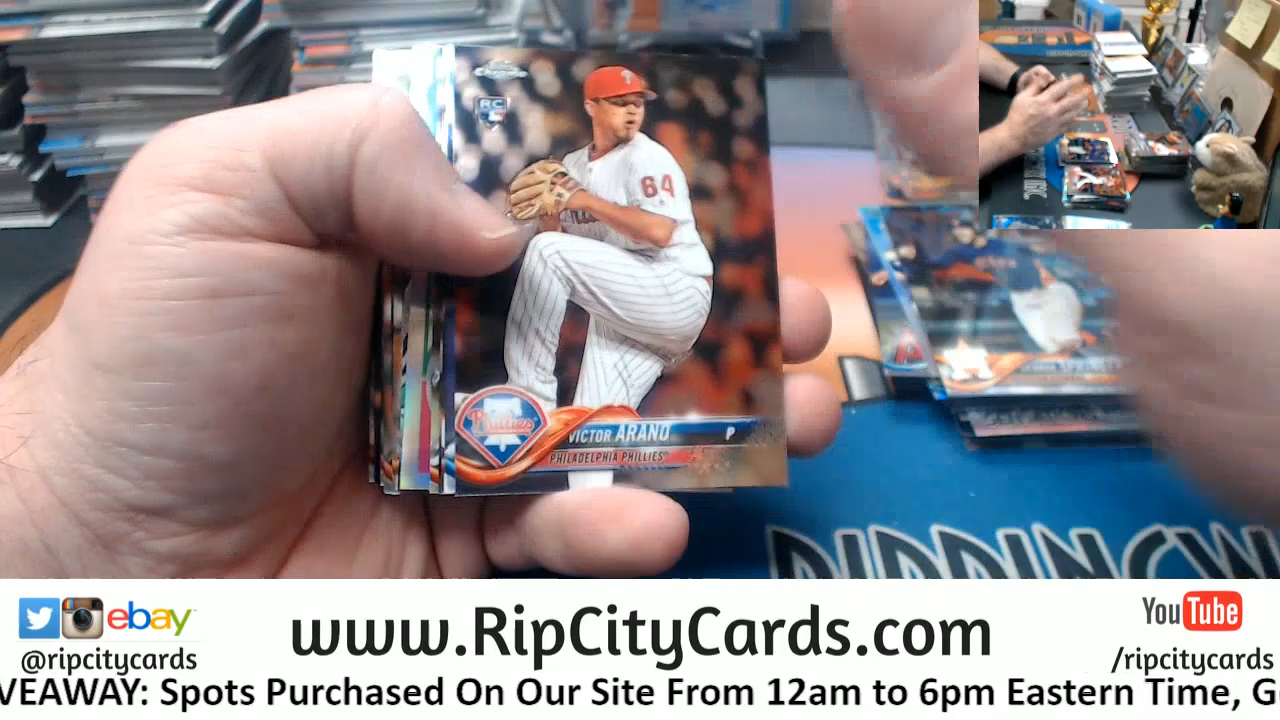 CHROME
RC
64
Phillies
VICTOR ARANO P
PHILADELPHIA PHILLIES
ebay
@ripcitycards
www.RipCityCards.com
YouTube
/ripcitycards
VEAWAY: Spots Purchased On Our Site From 12am to 6pm Eastern Time, G